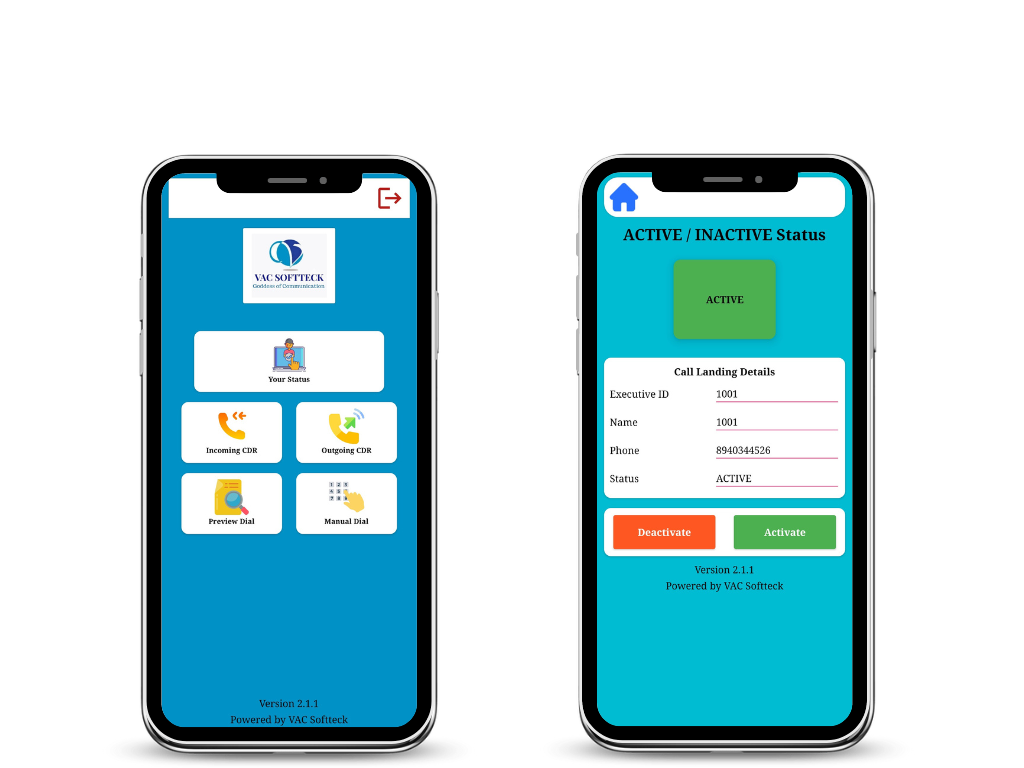 VAC SOFTTECK
Goddess of Communication
Your Status
Incoming CDR
Outgoing CDR
Preview Dial
Manual Dial
Version 2.1.1
Powered by VAC Softteck
ACTIVE / INACTIVE Status
ACTIVE
Call Landing Details
Executive ID 1001
Name 1001
Phone 8940344526
Status ACTIVE
Deactivate Activate
Version 2.1.1
Powered by VAC Softteck